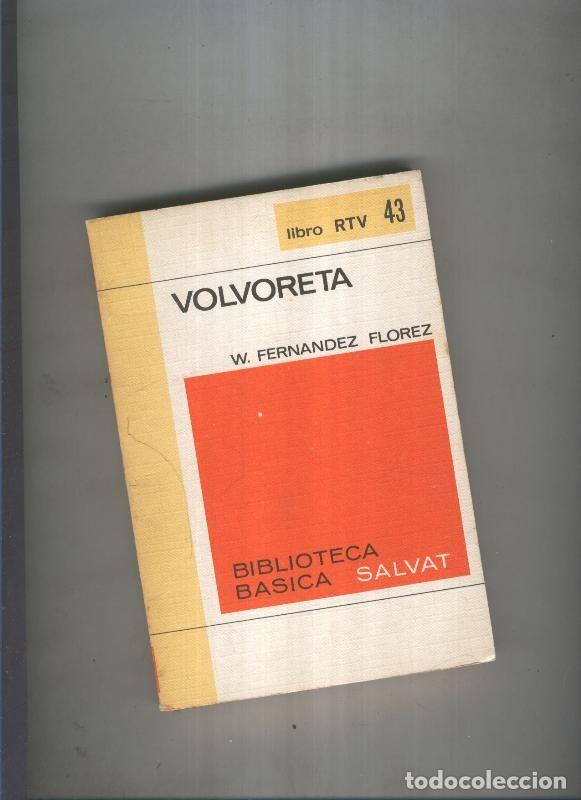 libro RTV 43
VOLVORETA
W. FERNANDEZ FLOREZ
BIBLIOTECA
BASICA SALVAT
todocoleccion